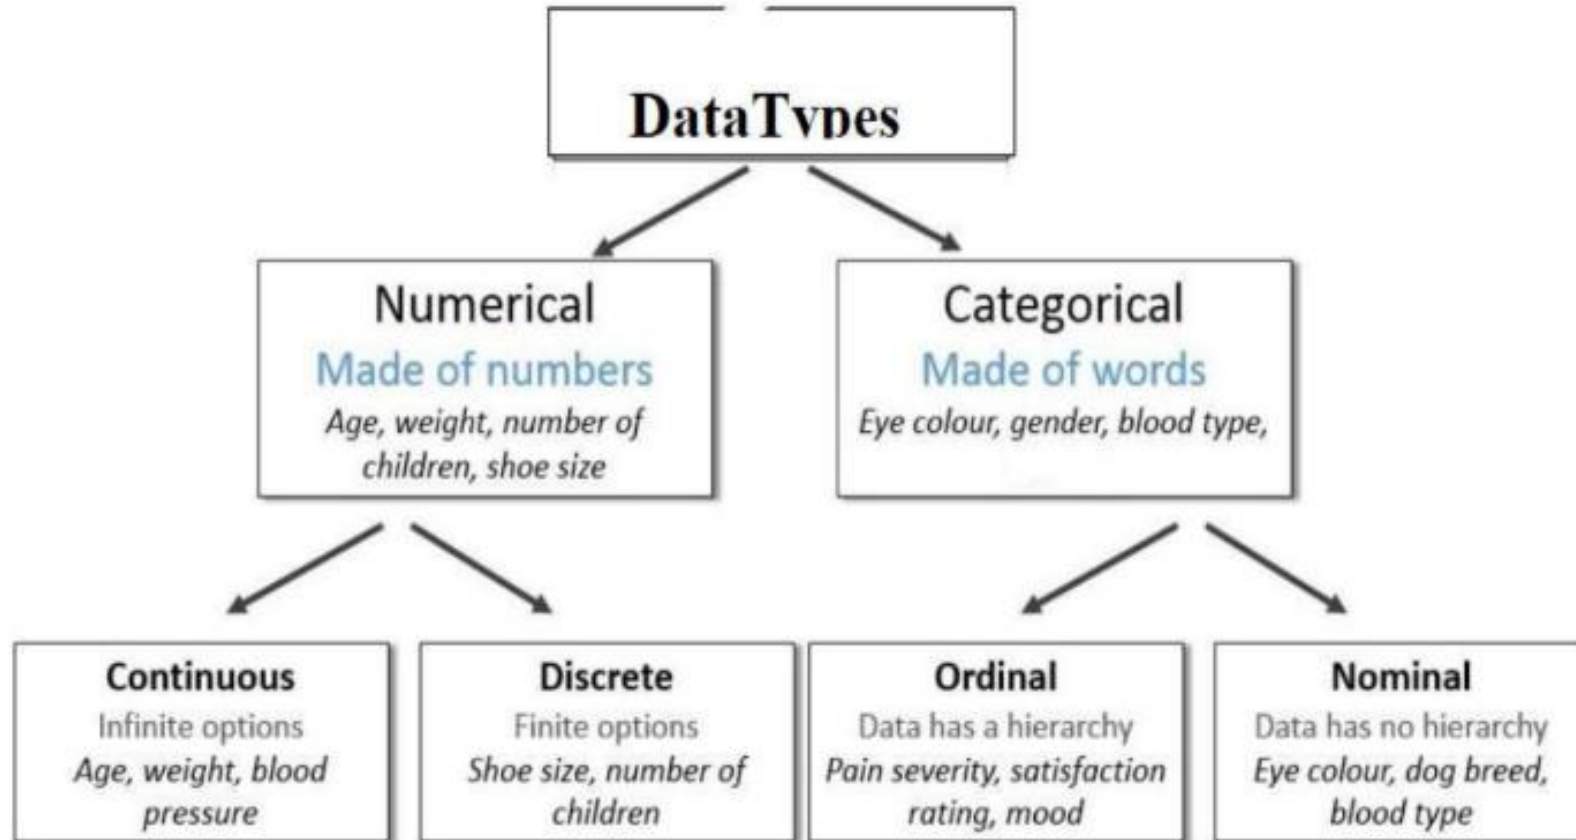 DataTypes
Numerical
Made of numbers
Age, weight, number of
children, shoe size
Categorical
Made of words
Eye colour, gender, blood type,
Continuous
Infinite options
Age, weight, blood
pressure
Discrete
Finite options
Shoe size, number of
children
Ordinal
Data has a hierarchy
Pain severity, satisfaction
rating, mood
Nominal
Data has no hierarchy
Eye colour, dog breed,
blood type